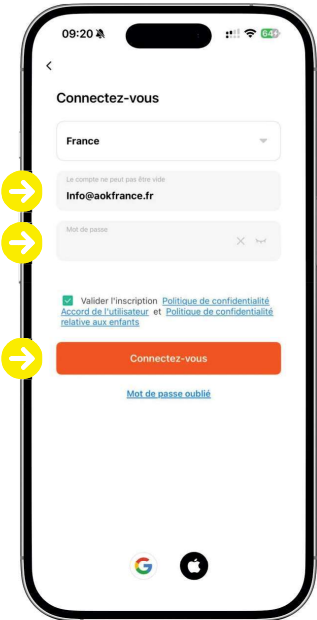 09:20
64
Connectez-vous
France
Le compte ne peut pas être vide
Info@aokfrance.fr
Mot de passe
Valider l'inscription Politique de confidentialité
Accord de l'utilisateur et Politique de confidentialité
relative aux enfants
Connectez-vous
Mot de passe oublié
G